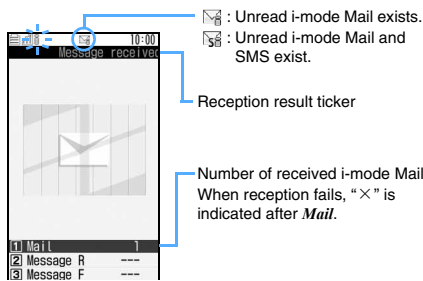 : Unread i-mode Mail exists.
: Unread i-mode Mail and
SMS exist.
10:00
Message received
Reception result ticker
Number of received i-mode Mail
When reception fails, “×” is
indicated after Mail.
1 Mail 1
2 Message R ---
3 Message F ---